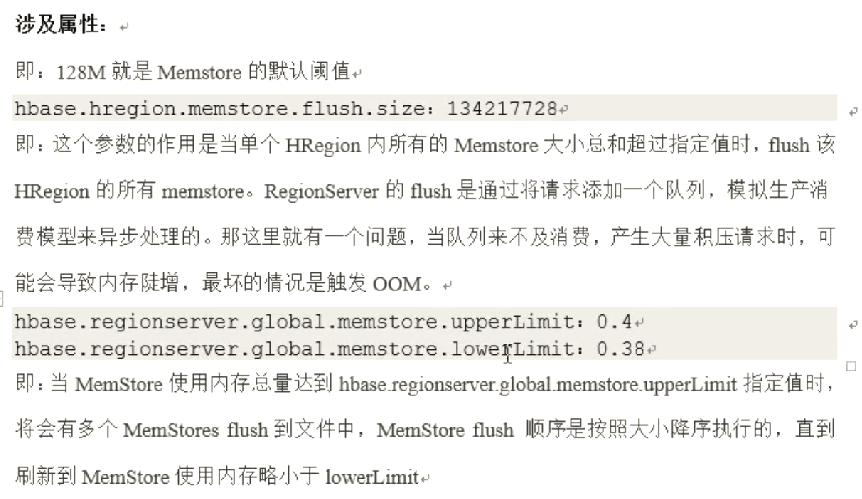 涉及属性：
即：128M 就是 Memstore 的默认阈值
hbase.hregion.memstore.flush.size：134217728
即：这个参数的作用是当单个 HRegion 内所有的 Memstore 大小总和超过指定值时，flush 该
HRegion 的所有 memstore。RegionServer 的 flush 是通过将请求添加一个队列，模拟生产消
费模型来异步处理的。那这里就有一个问题，当队列来不及消费，产生大量积压请求时，可
能会导致内存陡增，最坏的情况是触发 OOM。
hbase.regionserver.global.memstore.upperLimit：0.4
hbase.regionserver.global.memstore.lowerLimit：0.38
即：当 MemStore 使用内存总量达到 hbase.regionserver.global.memstore.upperLimit 指定值时，
将会有多个 MemStores flush 到文件中，MemStore flush 顺序是按照大小降序执行的，直到
刷新到 MemStore 使用内存略小于 lowerLimit